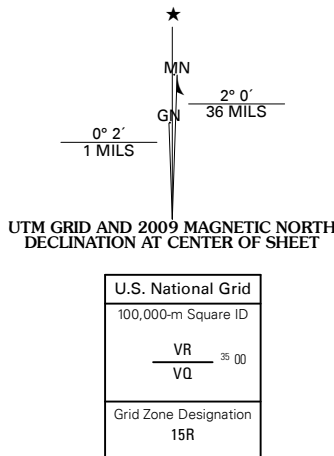 ★
MN
GN
2° 0´
36 MILS
0° 2´
1 MILS
UTM GRID AND 2009 MAGNETIC NORTH
DECLINATION AT CENTER OF SHEET
U.S. National Grid
100,000-m Square ID
VR
VQ
35 00
Grid Zone Designation
15R